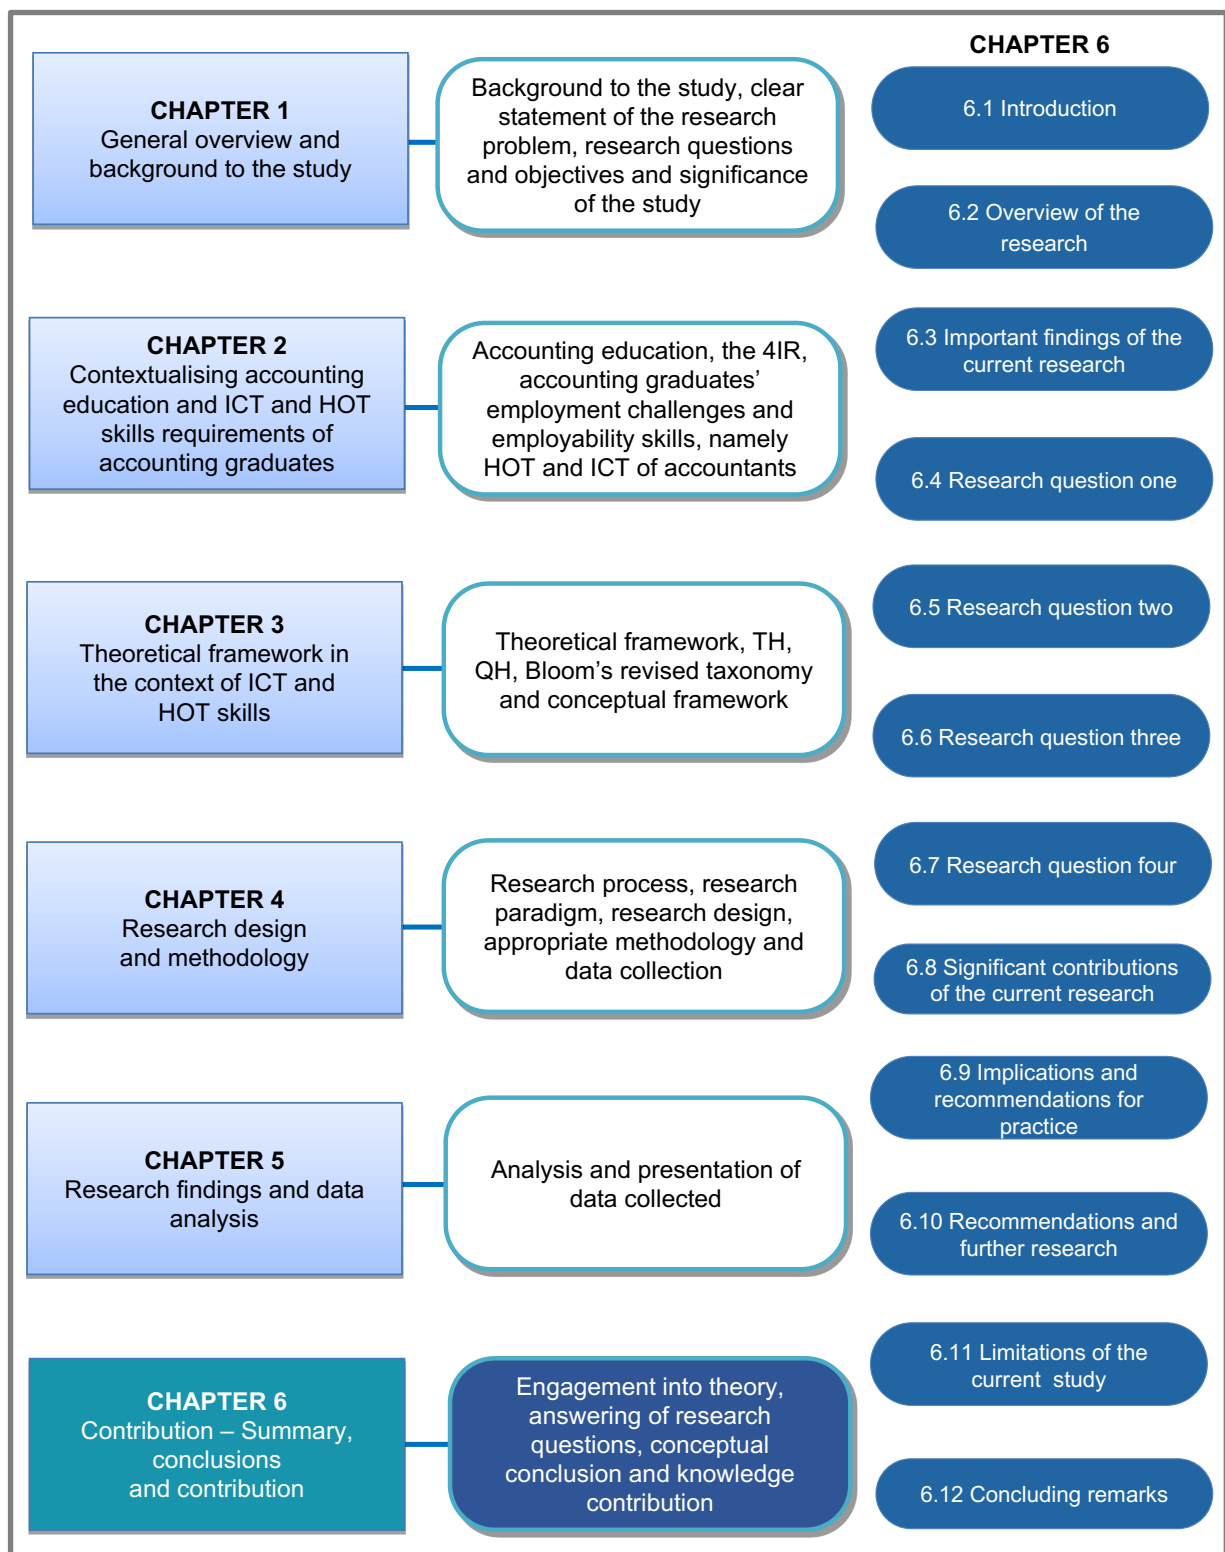 CHAPTER 1
General overview and
background to the study
Background to the study, clear
statement of the research
problem, research questions
and objectives and significance
of the study
CHAPTER 2
Contextualising accounting
education and ICT and HOT
skills requirements of
accounting graduates
Accounting education, the 4IR,
accounting graduates’
employment challenges and
employability skills, namely
HOT and ICT of accountants
CHAPTER 3
Theoretical framework in
the context of ICT and
HOT skills
Theoretical framework, TH,
QH, Bloom’s revised taxonomy
and conceptual framework
CHAPTER 4
Research design
and methodology
Research process, research
paradigm, research design,
appropriate methodology and
data collection
CHAPTER 5
Research findings and data
analysis
Analysis and presentation of
data collected
CHAPTER 6
Contribution – Summary,
conclusions
and contribution
Engagement into theory,
answering of research
questions, conceptual
conclusion and knowledge
contribution
CHAPTER 6
6.1 Introduction
6.2 Overview of the
research
6.3 Important findings of the
current research
6.4 Research question one
6.5 Research question two
6.6 Research question three
6.7 Research question four
6.8 Significant contributions
of the current research
6.9 Implications and
recommendations for
practice
6.10 Recommendations and
further research
6.11 Limitations of the
current study
6.12 Concluding remarks